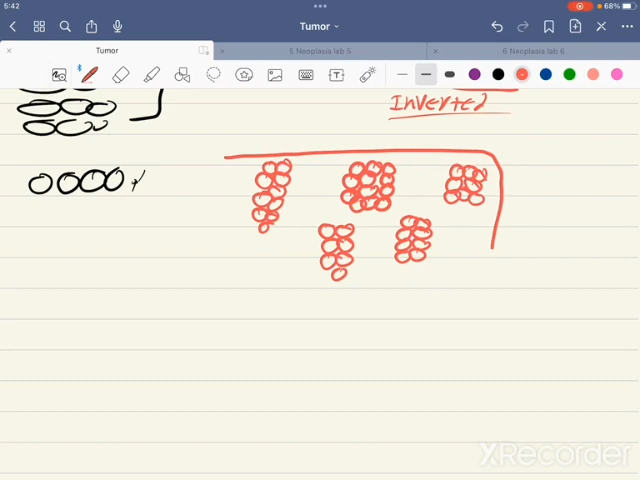 5:42
68%
Tumor
Tumor
5 Neoplasia lab 5
6 Neoplasia lab 6
Inverted
XRecorder